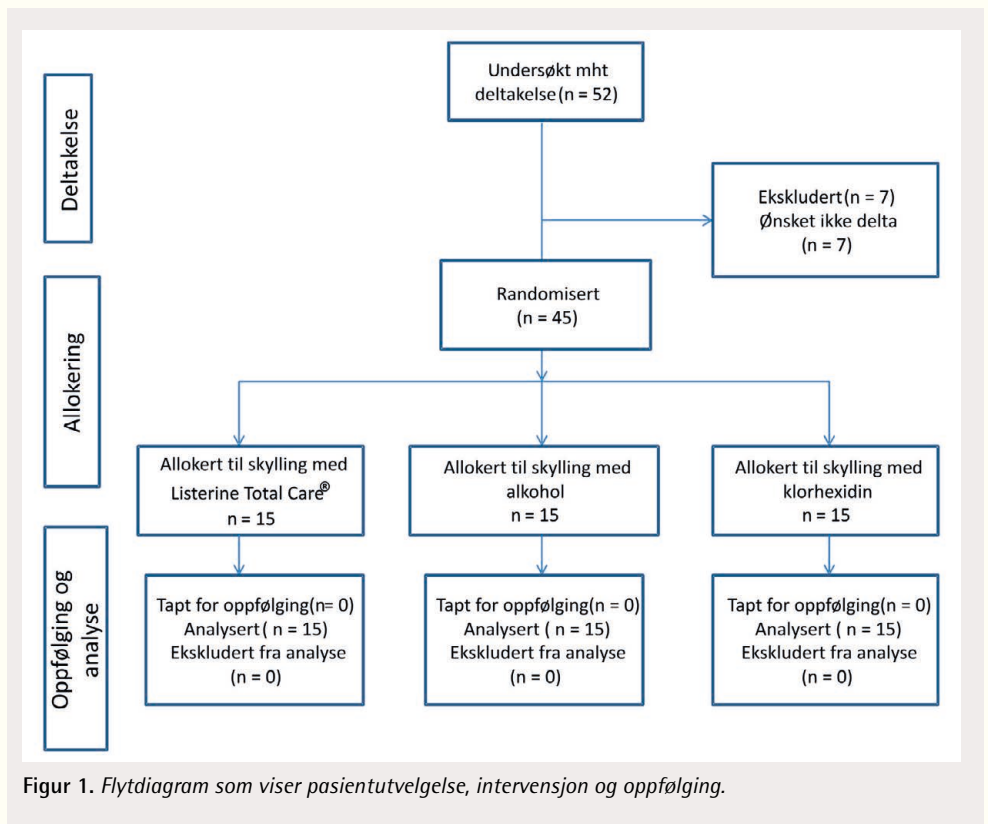 Deltakelse
Undersøkt mht
deltakelse(n = 52)
Ekskludert(n = 7)
Ønsket ikke delta
(n = 7)
Allokering
Randomisert
(n = 45)
Allokert til skylling med
Listerine Total Care®
n = 15
Allokert til skylling med
alkohol
n = 15
Allokert til skylling med
klorhexidin
n = 15
Oppfølging og
analyse
Tapt for oppfølging(n= 0)
Analysert ( n = 15)
Ekskludert fra analyse
(n = 0)
Tapt for oppfølging(n = 0)
Analysert ( n = 15)
Ekskludert fra analyse
(n = 0)
Tapt for oppfølging(n = 0)
Analysert ( n = 15)
Ekskludert fra analyse
(n = 0)
Figur 1. Flytdiagram som viser pasientutvelgelse, intervensjon og oppfølging.